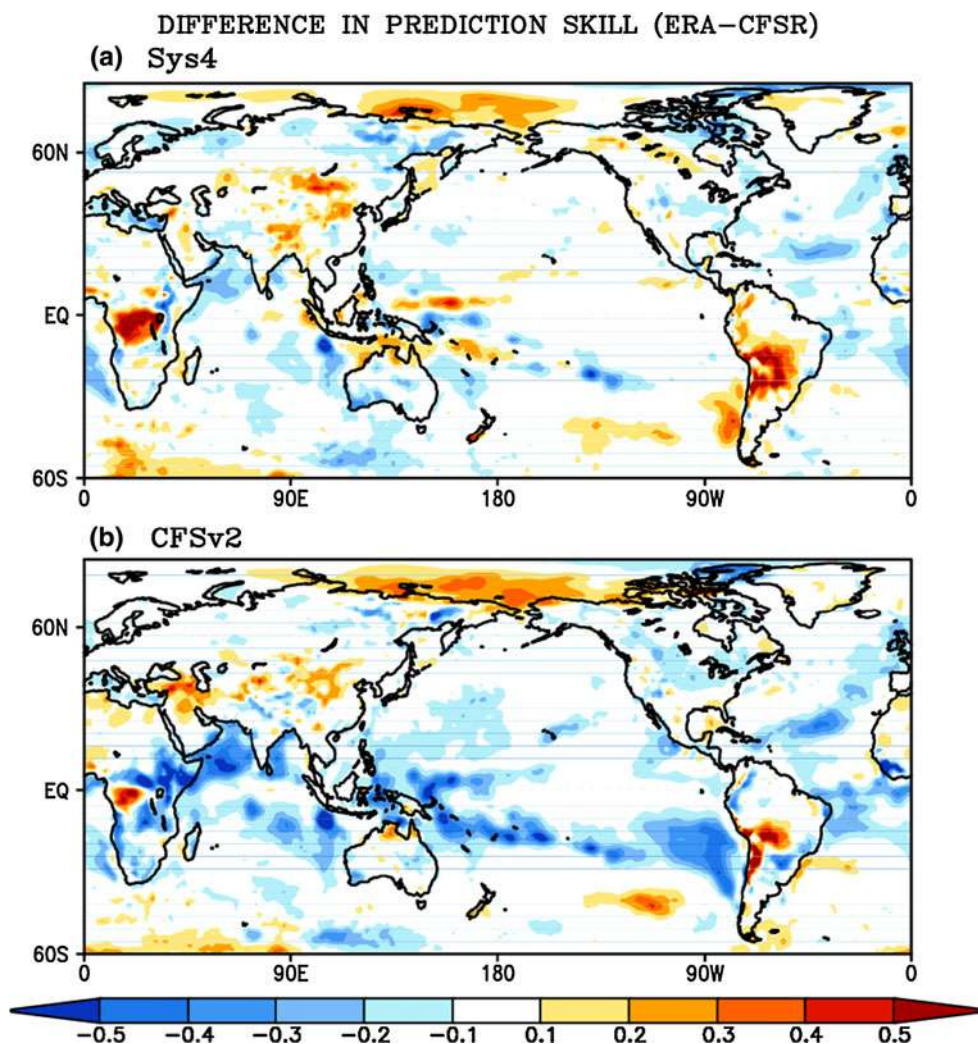 DIFFERENCE IN PREDICTION SKILL (ERA−CFSR)
(a) Sys4
60N
EQ
60S
0 90E 180 90W 0
(b) CFSv2
60N
EQ
60S
0 90E 180 90W 0
−0.5 −0.4 −0.3 −0.2 −0.1 0.1 0.2 0.3 0.4 0.5